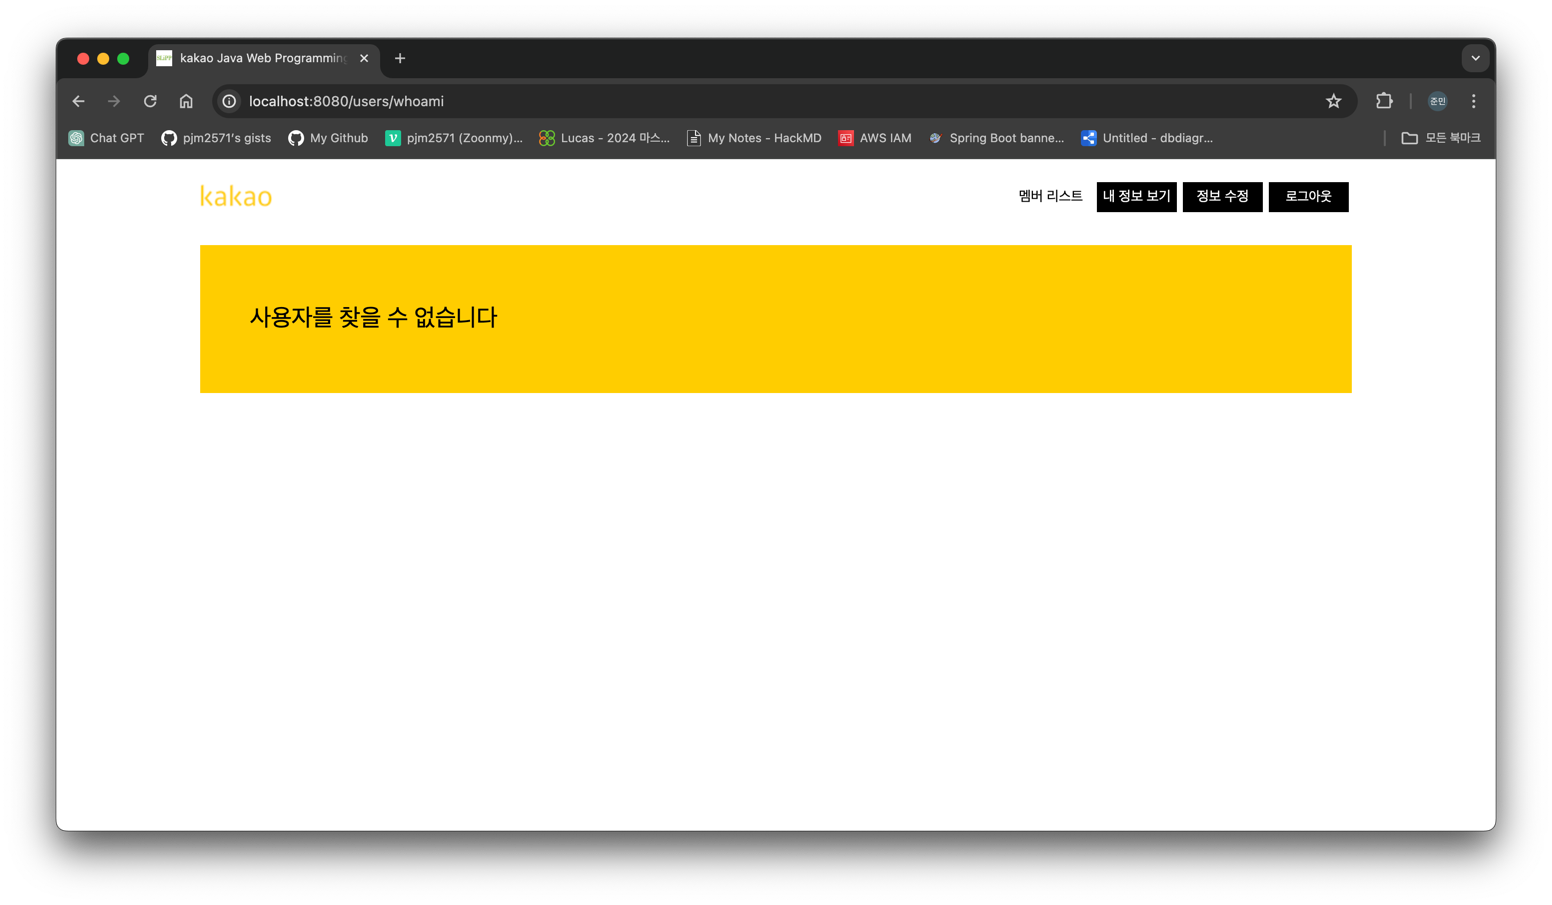 kakao Java Web Programming
localhost:8080/users/whoami
Chat GPT pjm2571's gists My Github pjm2571 (Zoonmy)... Lucas - 2024 마스... My Notes - HackMD AWS IAM Spring Boot banne... Untitled - dbdiagr... 모든 북마크
kakao 멤버 리스트 내 정보 보기 정보 수정 로그아웃
사용자를 찾을 수 없습니다